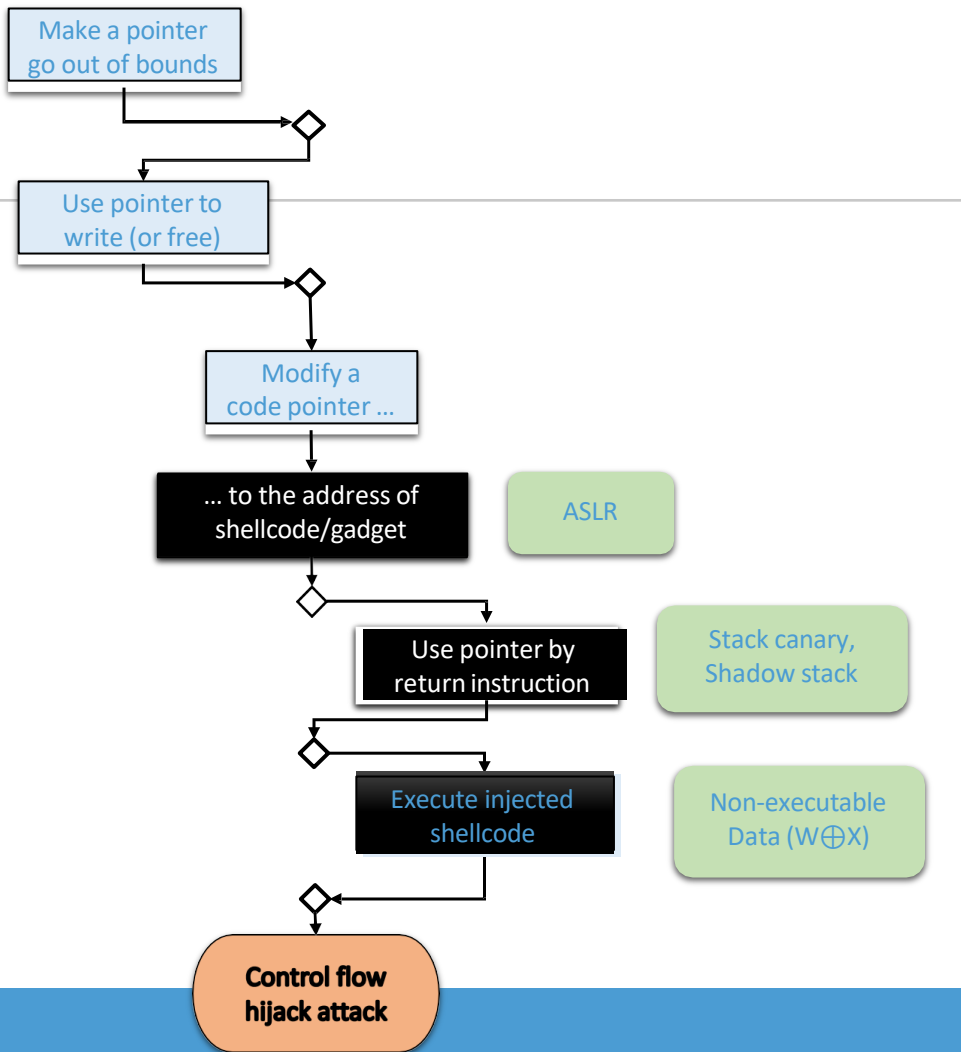 Make a pointer
go out of bounds
Use pointer to
write (or free)
Modify a
code pointer …
… to the address of
shellcode/gadget
ASLR
Use pointer by
return instruction
Stack canary,
Shadow stack
Execute injected
shellcode
Non-executable
Data (W⊕X)
Control flow
hijack attack